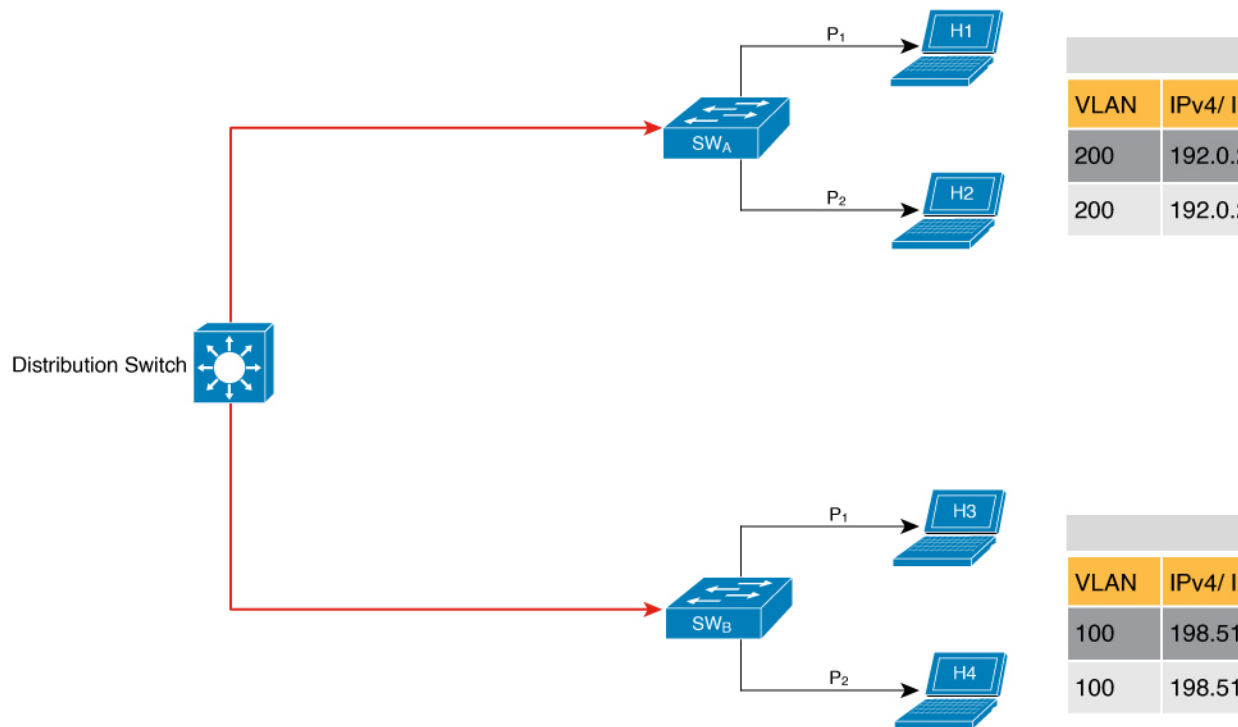 P₁
H1
SWA
P₂
H2
VLAN IPv4/
200 192.0.
200 192.0.
Distribution Switch
P₁
H3
SWB
P₂
H4
VLAN IPv4/
100 198.51
100 198.51